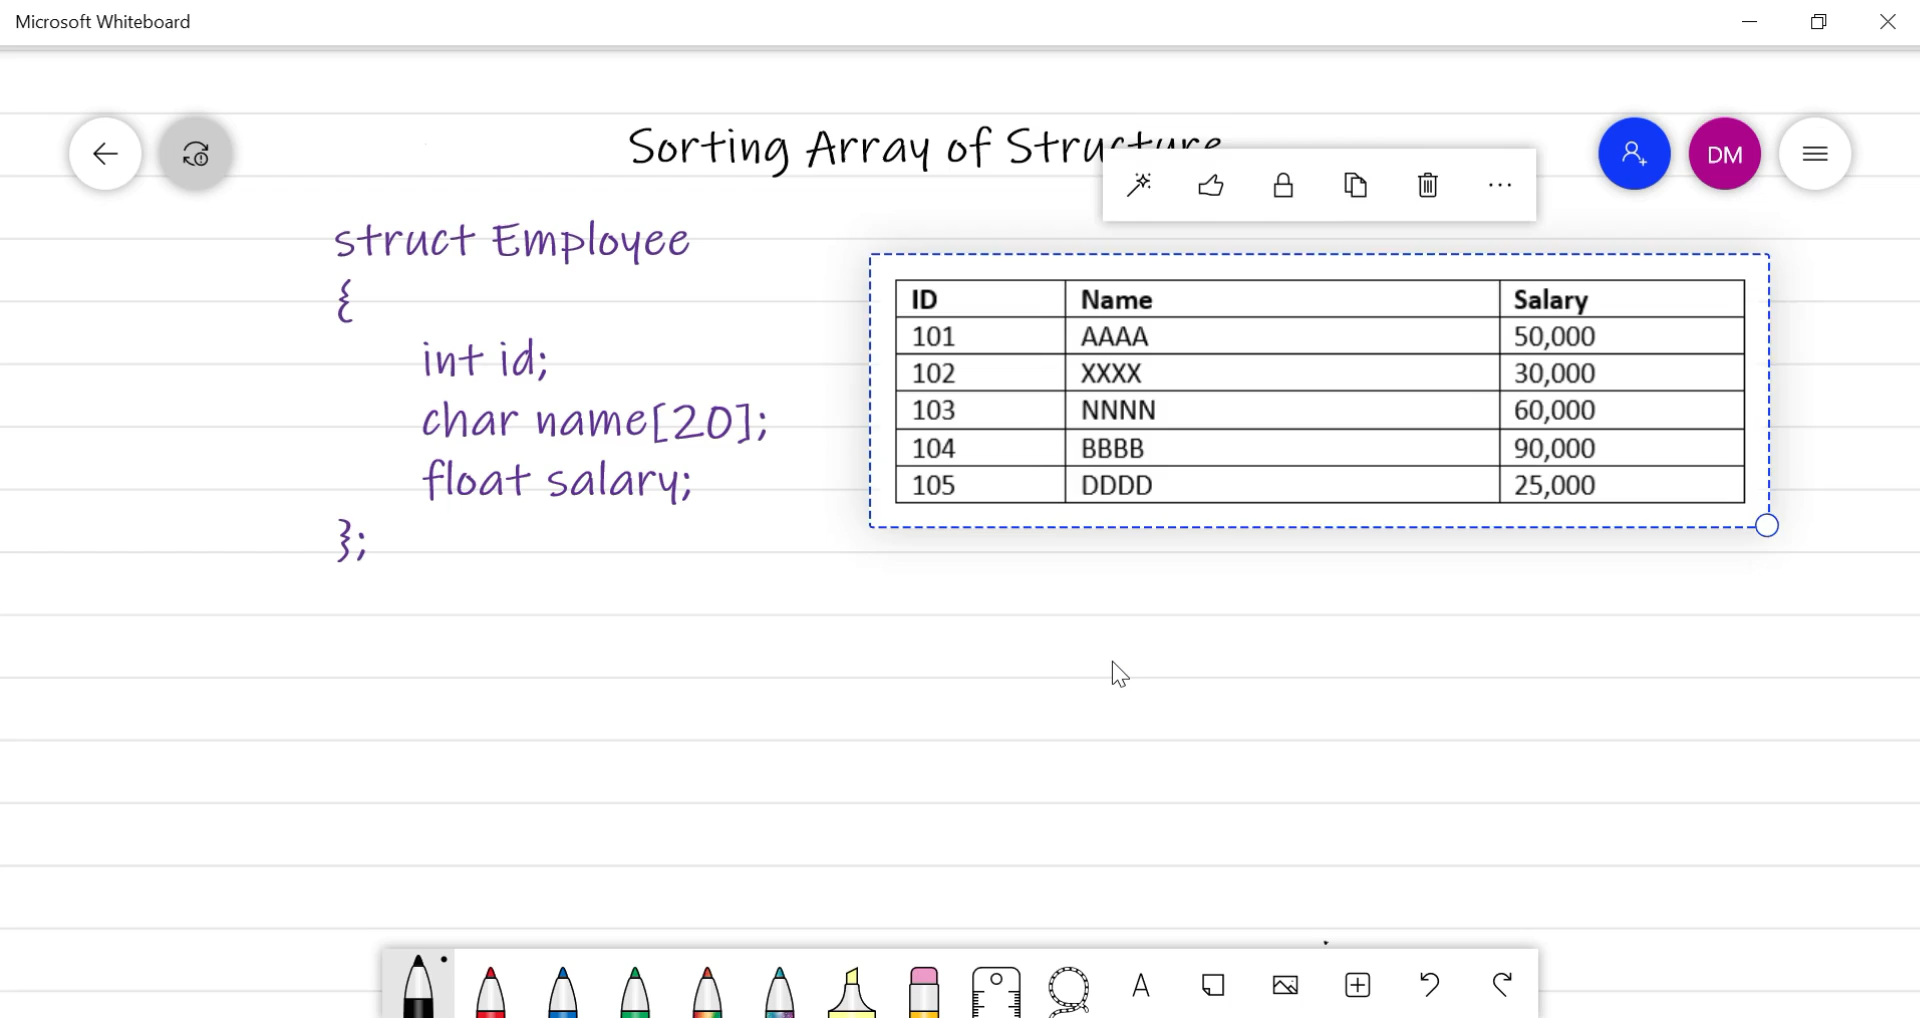 Microsoft Whiteboard
Sorting Array of Structure
DM
struct Employee
{
int id;
char name[20];
float salary;
};
ID Name Salary
101 AAAA 50,000
102 XXXX 30,000
103 NNNN 60,000
104 BBBB 90,000
105 DDDD 25,000
A